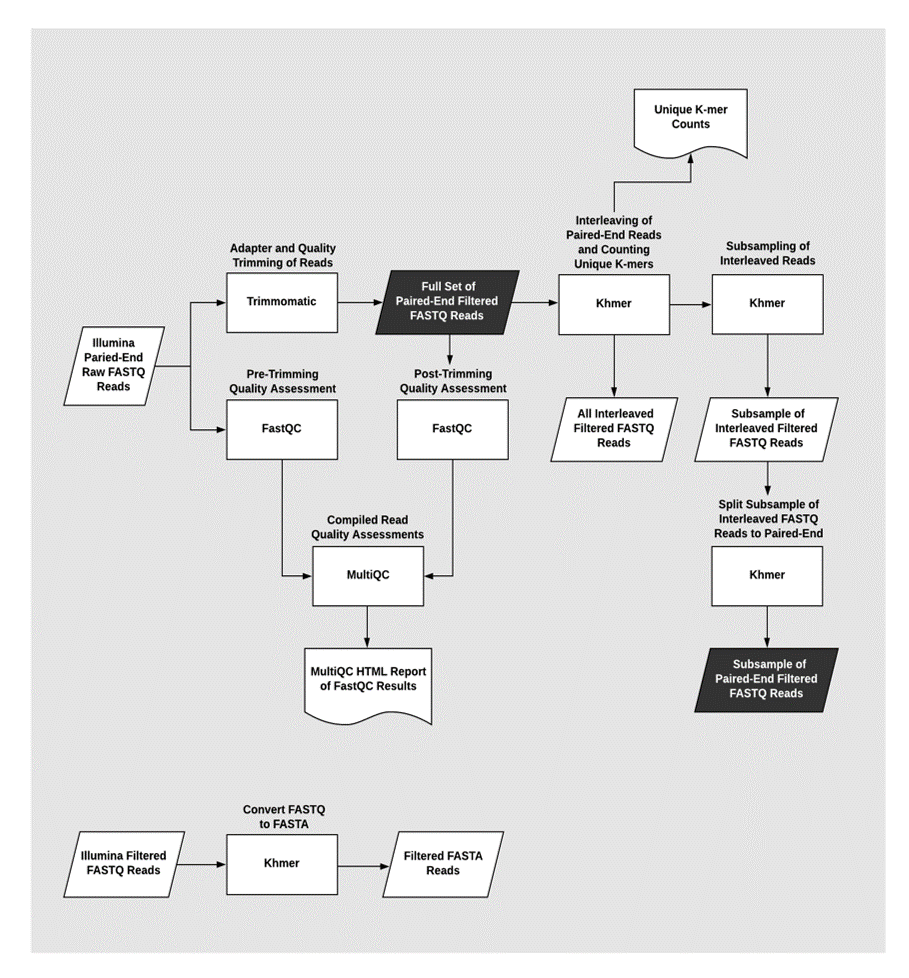 Unique K-mer
Counts
Interleaving of
Paired-End Reads
and Counting
Unique K-mers
Adapter and Quality
Trimming of Reads
Subsampling of
Interleaved Reads
Trimmomatic
Full Set of
Paired-End Filtered
FASTQ Reads
Khmer
Khmer
Illumina
Paried-End
Raw FASTQ
Reads
Pre-Trimming
Quality Assessment
Post-Trimming
Quality Assessment
FastQC
FastQC
All Interleaved
Filtered FASTQ
Reads
Subsample of
Interleaved Filtered
FASTQ Reads
Split Subsample of
Interleaved FASTQ
Reads to Paired-End
Compiled Read
Quality Assessments
MultiQC
Khmer
MultiQC HTML Report
of FastQC Results
Subsample of
Paired-End Filtered
FASTQ Reads
Convert FASTQ
to FASTA
Illumina Filtered
FASTQ Reads
Khmer
Filtered FASTA
Reads